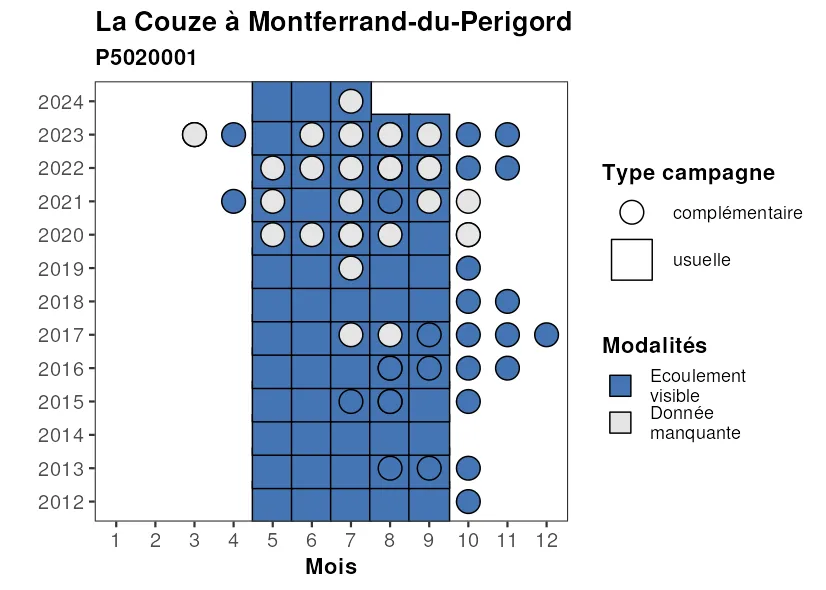 La Couze à Montferrand-du-Perigord
P5020001
2024
2023
2022
2021
2020
2019
2018
2017
2016
2015
2014
2013
2012
1 2 3 4 5 6 7 8 9 10 11 12
Mois
Type campagne
complémentaire
usuelle
Modalités
Ecoulement
visible
Donnée
manquante